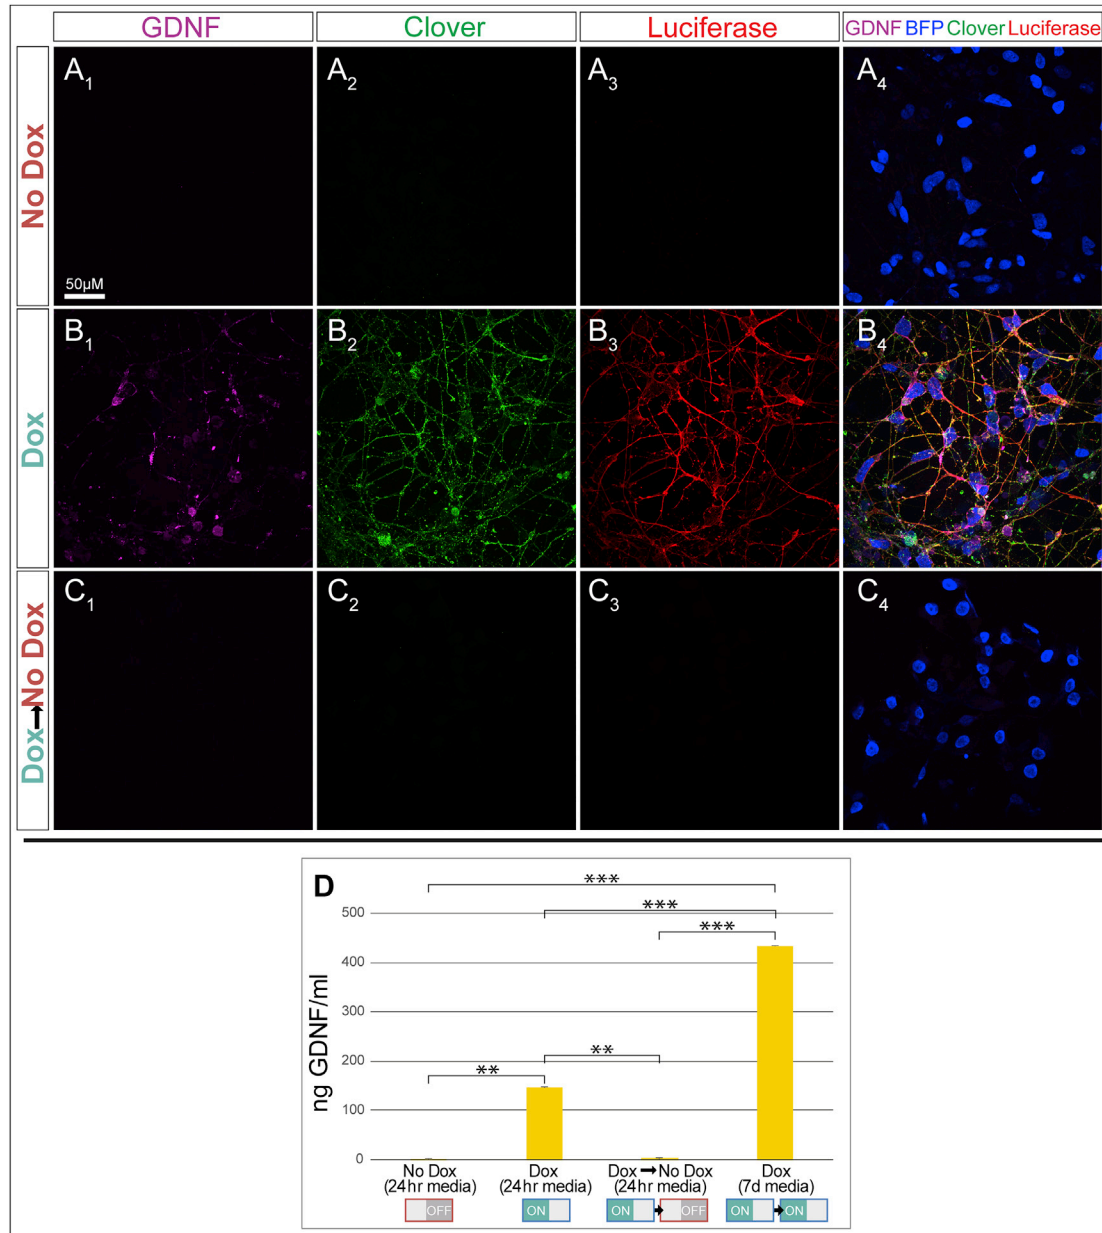 GDNF Clover Luciferase GDNF BFP Clover Luciferase
No Dox
A1 A2 A3 A4
50µM
Dox
B1 B2 B3 B4
Dox→No Dox
C1 C2 C3 C4
D
ng GDNF/ml
***
***
***
**
**
500
400
300
200
100
0
No Dox
(24hr media)
OFF
Dox
(24hr media)
ON
Dox → No Dox
(24hr media)
ON → OFF
Dox
(7d media)
ON → ON